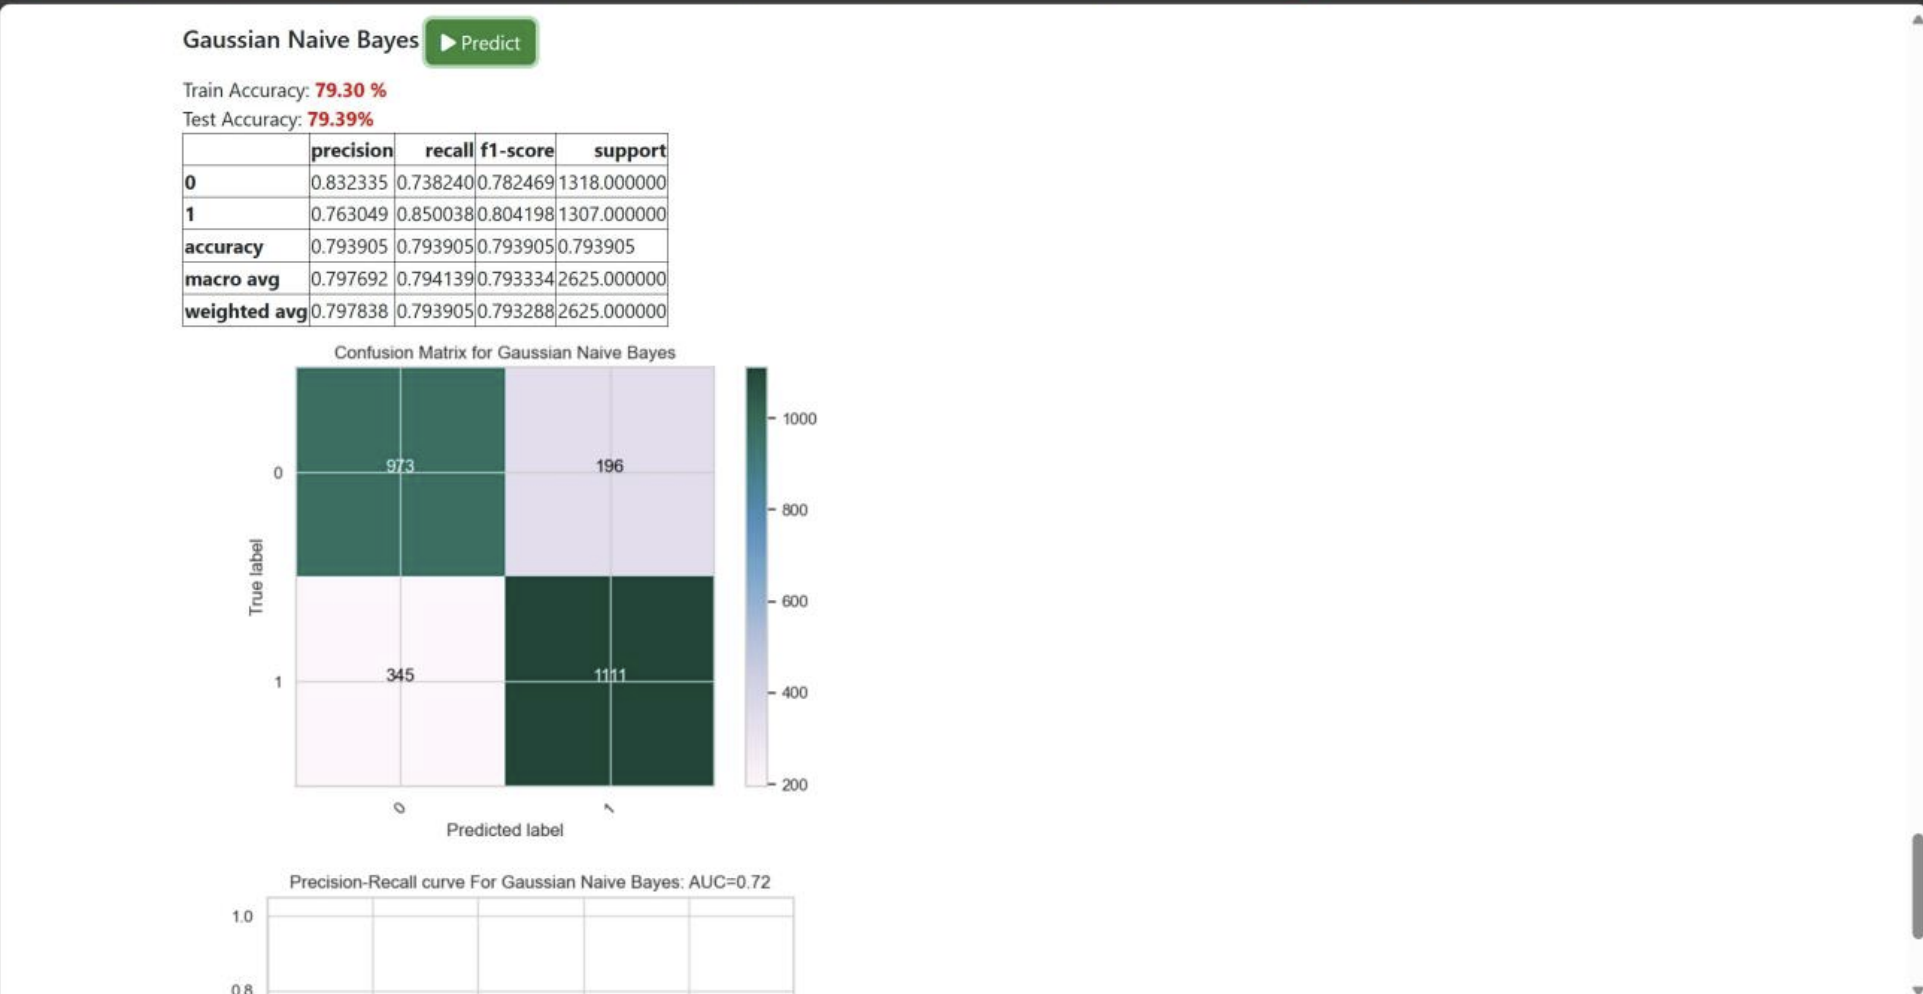 Gaussian Naive Bayes Predict
Train Accuracy: 79.30 %
Test Accuracy: 79.39%
precision recall f1-score support
0 0.832335 0.738240 0.782469 1318.000000
1 0.763049 0.850038 0.804198 1307.000000
accuracy 0.793905 0.793905 0.793905 0.793905
macro avg 0.797692 0.794139 0.793334 2625.000000
weighted avg 0.797838 0.793905 0.793288 2625.000000
Confusion Matrix for Gaussian Naive Bayes
1000
973 196
0
800
True label
600
345 1111
1
400
200
0 1
Predicted label
Precision-Recall curve For Gaussian Naive Bayes: AUC=0.72
1.0
0.8